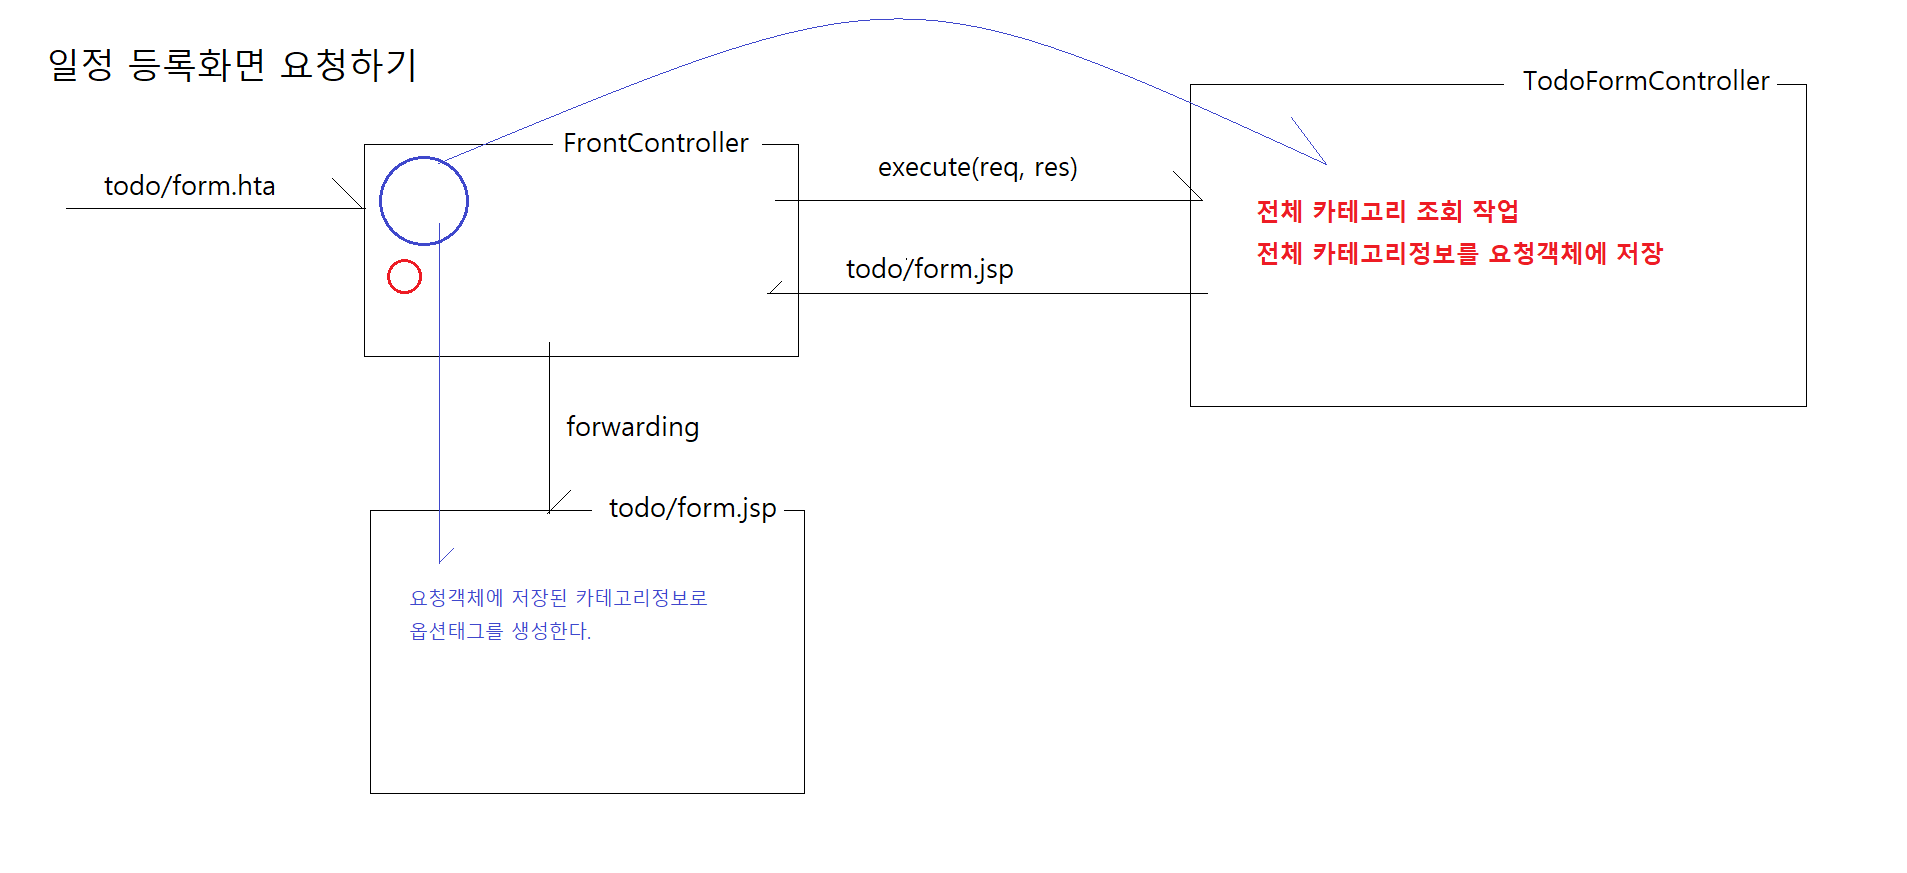 일정 등록화면 요청하기
TodoFormController
FrontController
execute(req, res)
todo/form.hta
전체 카테고리 조회 작업
전체 카테고리정보를 요청객체에 저장
todo/form.jsp
forwarding
todo/form.jsp
요청객체에 저장된 카테고리정보로
옵션태그를 생성한다.